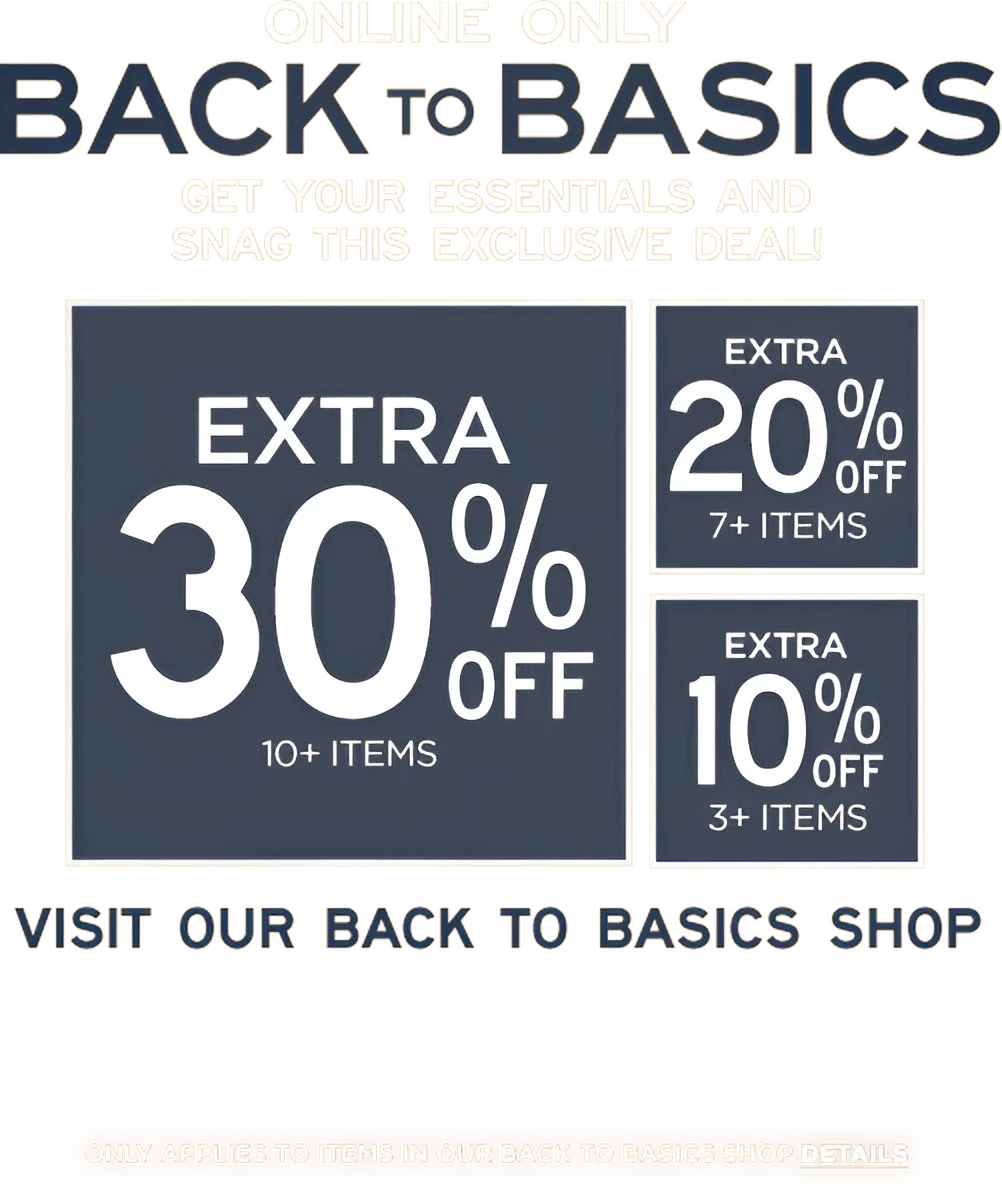 ONLINE ONLY
BACK TO BASICS
GET YOUR ESSENTIALS AND
SNAG THIS EXCLUSIVE DEAL!
EXTRA
30% OFF
10+ ITEMS
EXTRA
20% OFF
7+ ITEMS
EXTRA
10% OFF
3+ ITEMS
VISIT OUR BACK TO BASICS SHOP
ONLY APPLIES TO ITEMS IN OUR BACK TO BASICS SHOP DETAILS